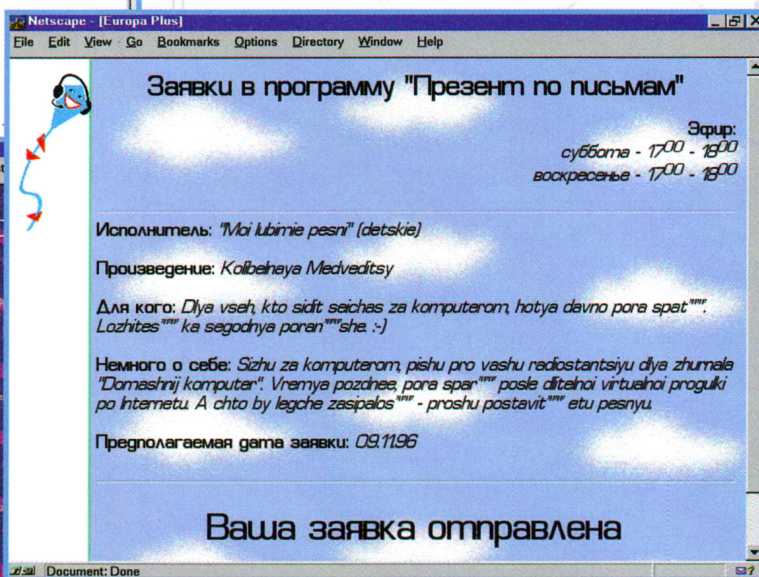 Netscape - [Europa Plus]
File Edit View Go Bookmarks Options Directory Window Help
Заявки в программу "Презент по письмам"
Эфир:
суббота - 17⁰⁰ - 18⁰⁰
воскресенье - 17⁰⁰ - 18⁰⁰
Исполнитель: "Moi lubimie pesni" (detskie)
Произведение: Kolibehaya Medveditsy
Для кого: Dlya vseh, kto sidit seichas za komputerom, hotya davno pora spat"""".
Lozhites"""" ka segodnya poran""""she. :-)
Немного о себе: Sizhu za komputerom, pishu pro vashu radiostantsiyu dlya zhurnala
"Domashnij komputer". Vremya pozdnee, pora spar"""" posle dlitelnoi virtualnoi progulki
po Internetu. A chto by legche zasipalos"""" - proshu postavit"""" etu pesnyu.
Предполагаемая дата заявки: 09.11.96
Ваша заявка отправлена
Document: Done